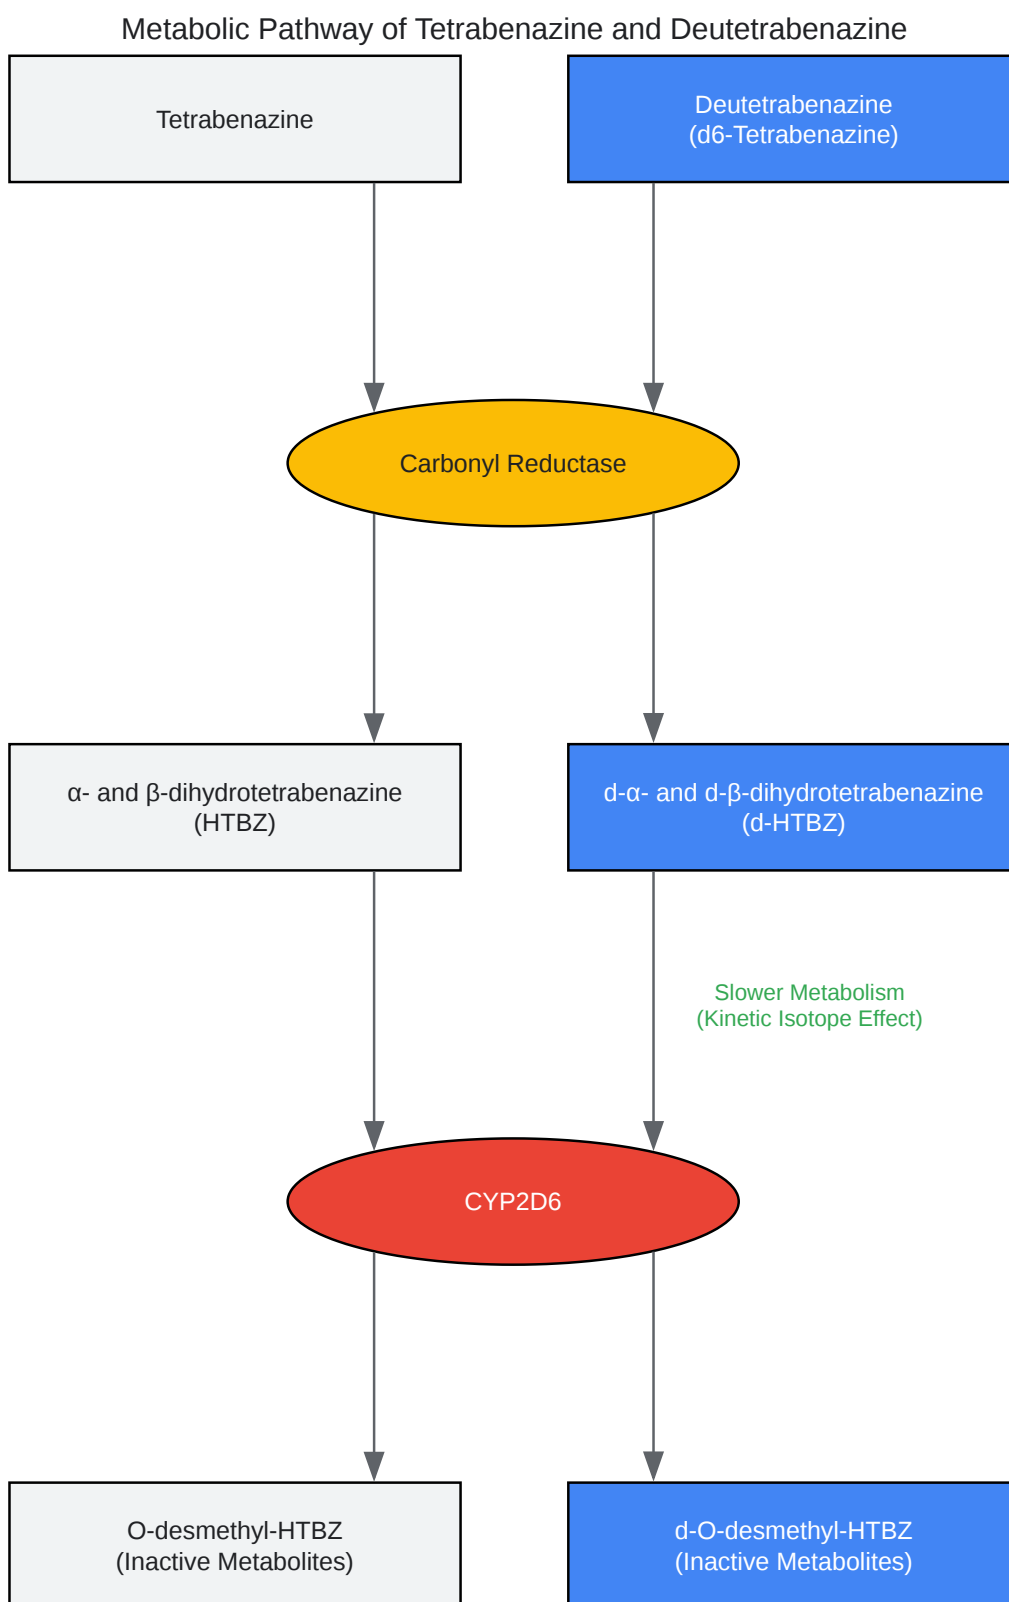 Metabolic Pathway of Tetrabenazine and Deutetrabenazine
Tetrabenazine
Deutetrabenazine
(d6-Tetrabenazine)
Carbonyl Reductase
α- and β-dihydrotetrabenazine
(HTBZ)
d-α- and d-β-dihydrotetrabenazine
(d-HTBZ)
Slower Metabolism
(Kinetic Isotope Effect)
CYP2D6
O-desmethyl-HTBZ
(Inactive Metabolites)
d-O-desmethyl-HTBZ
(Inactive Metabolites)